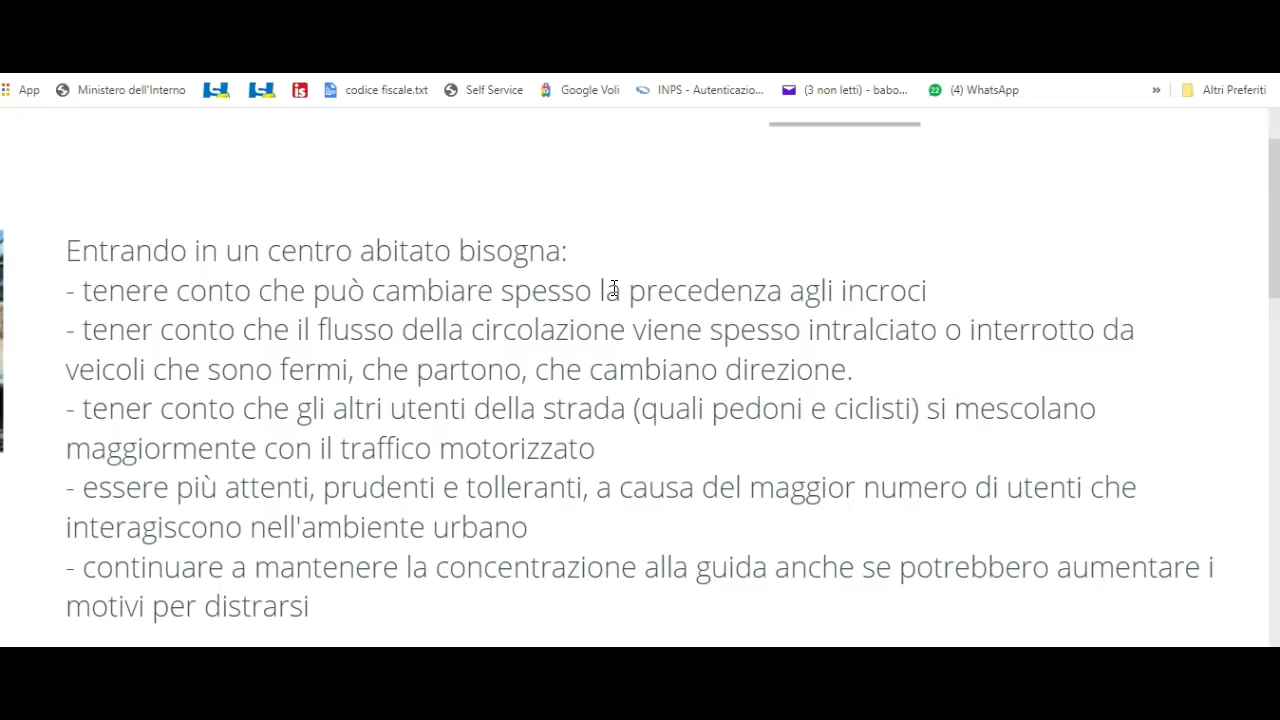 App Ministero dell'Interno is codice fiscale.txt Self Service Google Voli INPS - Autenticazio... (3 non letti) - babo... 22 (4) WhatsApp » Altri Preferiti
Entrando in un centro abitato bisogna:
- tenere conto che può cambiare spesso la precedenza agli incroci
- tener conto che il flusso della circolazione viene spesso intralciato o interrotto da
veicoli che sono fermi, che partono, che cambiano direzione.
- tener conto che gli altri utenti della strada (quali pedoni e ciclisti) si mescolano
maggiormente con il traffico motorizzato
- essere più attenti, prudenti e tolleranti, a causa del maggior numero di utenti che
interagiscono nell'ambiente urbano
- continuare a mantenere la concentrazione alla guida anche se potrebbero aumentare i
motivi per distrarsi